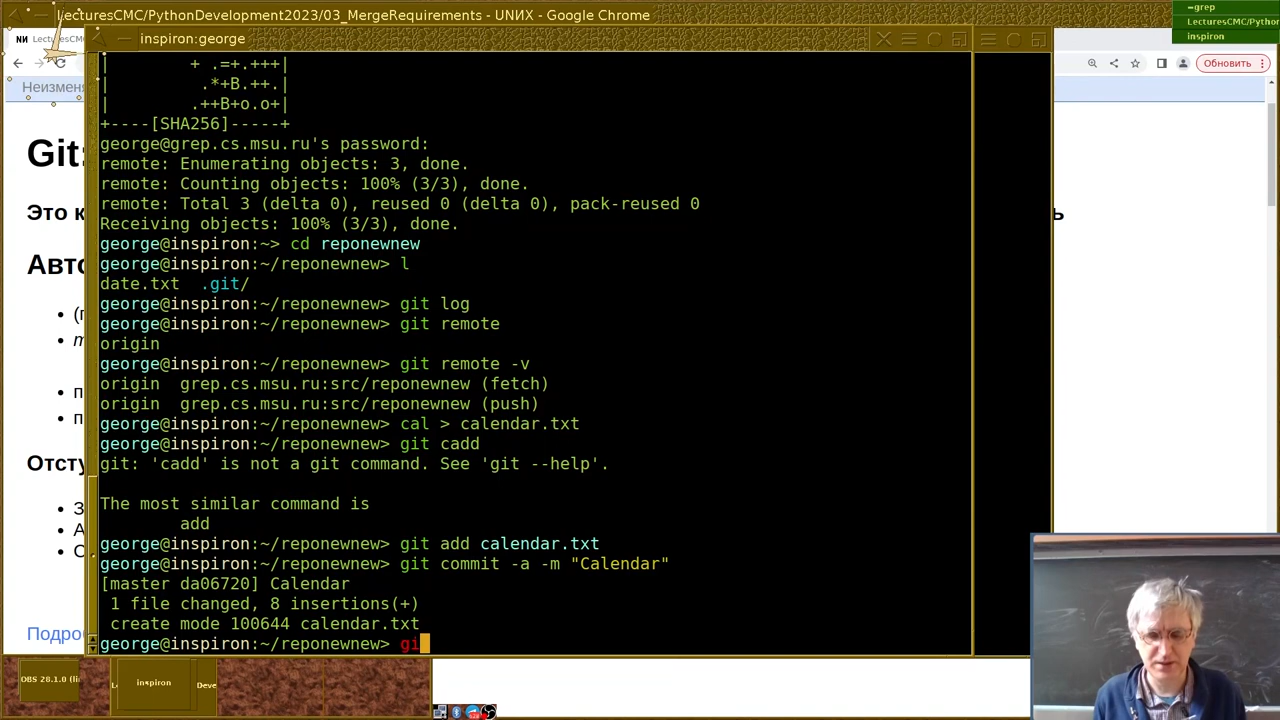 LecturesCMC/PythonDevelopment2023/03_MergeRequirements - UNИX - Google Chrome
=grep
LecturesCMC/Python
inspiron
NИ LecturesCM
inspiron:george
Обновить
Неизменя
Git:
Это к
ь
Авто
(п
m
п
п
Отсту
З
А
С
Подроб
|         + .=+.+++|
|          .*+B.++.|
|         .++B+o.o+|
+----[SHA256]-----+
george@grep.cs.msu.ru's password:
remote: Enumerating objects: 3, done.
remote: Counting objects: 100% (3/3), done.
remote: Total 3 (delta 0), reused 0 (delta 0), pack-reused 0
Receiving objects: 100% (3/3), done.
george@inspiron:~> cd reponewnew
george@inspiron:~/reponewnew> l
date.txt  .git/
george@inspiron:~/reponewnew> git log
george@inspiron:~/reponewnew> git remote
origin
george@inspiron:~/reponewnew> git remote -v
origin  grep.cs.msu.ru:src/reponewnew (fetch)
origin  grep.cs.msu.ru:src/reponewnew (push)
george@inspiron:~/reponewnew> cal > calendar.txt
george@inspiron:~/reponewnew> git cadd
git: 'cadd' is not a git command. See 'git --help'.
The most similar command is
add
george@inspiron:~/reponewnew> git add calendar.txt
george@inspiron:~/reponewnew> git commit -a -m "Calendar"
[master da06720] Calendar
1 file changed, 8 insertions(+)
create mode 100644 calendar.txt
george@inspiron:~/reponewnew> gi
OBS 28.1.0 (li
inspiron
Deve